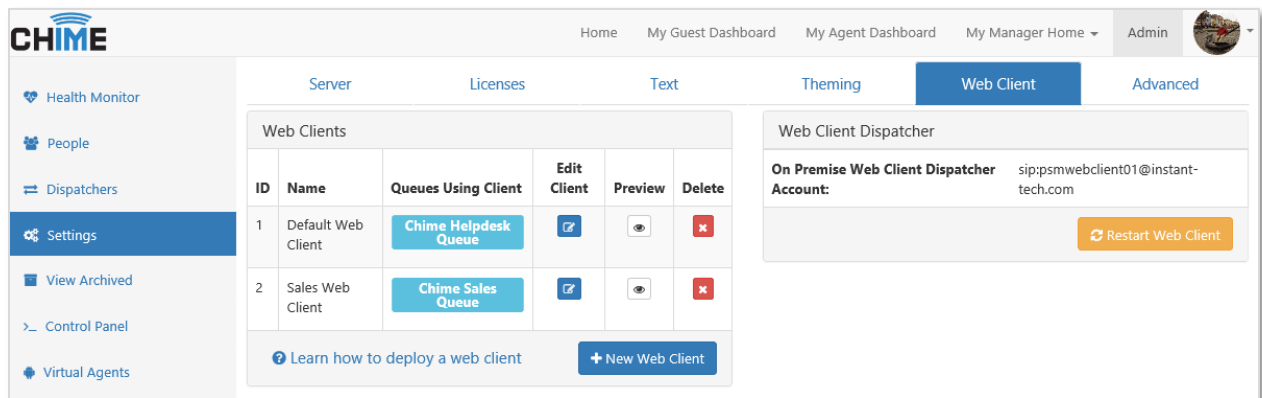 CHIME
Home My Guest Dashboard My Agent Dashboard My Manager Home Admin
Health Monitor
People
Dispatchers
Settings
View Archived
Control Panel
Virtual Agents
Server Licenses Text Theming Web Client Advanced
Web Clients
ID Name Queues Using Client Edit Client Preview Delete
1 Default Web Client Chime Helpdesk Queue
2 Sales Web Client Chime Sales Queue
Learn how to deploy a web client
New Web Client
Web Client Dispatcher
On Premise Web Client Dispatcher
Account:
sip:psmwebclient01@instant-
tech.com
Restart Web Client